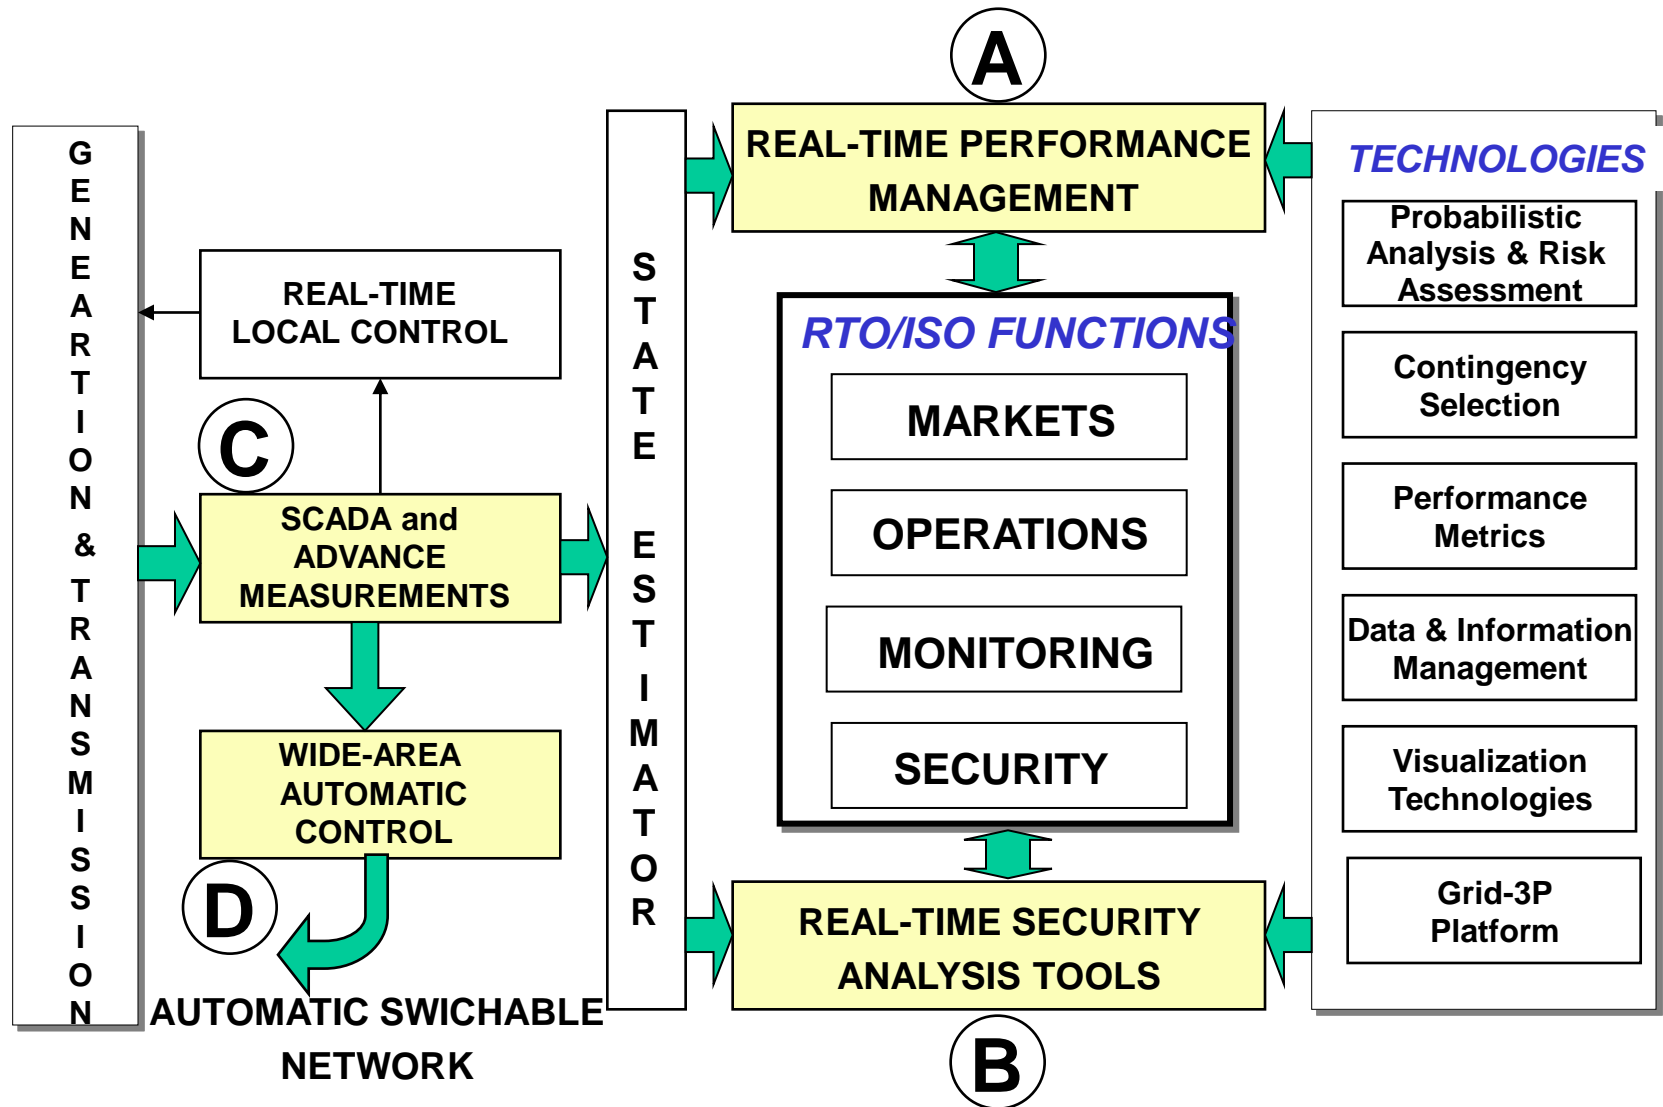 A
GENEARTION & TRANSMISSION
REAL-TIME
LOCAL CONTROL
C
SCADA and
ADVANCE
MEASUREMENTS
WIDE-AREA
AUTOMATIC
CONTROL
D
AUTOMATIC SWICHABLE
NETWORK
STATE ESTIMATOR
REAL-TIME PERFORMANCE
MANAGEMENT
RTO/ISO FUNCTIONS
MARKETS
OPERATIONS
MONITORING
SECURITY
REAL-TIME SECURITY
ANALYSIS TOOLS
B
TECHNOLOGIES
Probabilistic
Analysis & Risk
Assessment
Contingency
Selection
Performance
Metrics
Data & Information
Management
Visualization
Technologies
Grid-3P
Platform